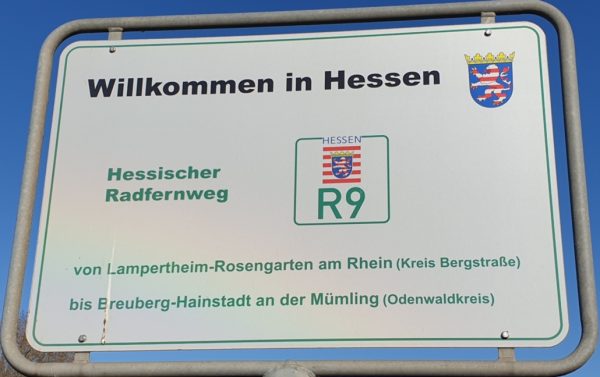 Willkommen in Hessen
HESSEN
Hessischer
Radfernweg
R9
von Lampertheim-Rosengarten am Rhein (Kreis Bergstraße)
bis Breuberg-Hainstadt an der Mümling (Odenwaldkreis)